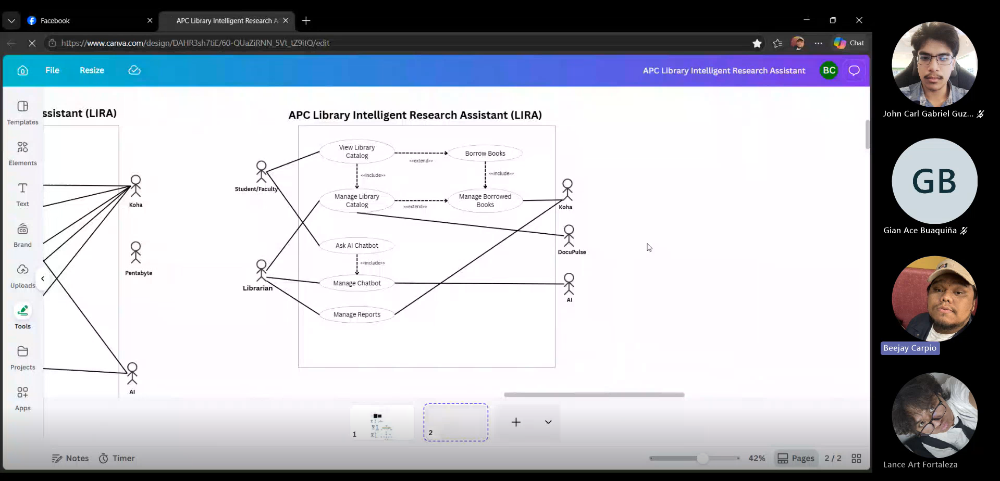 Facebook
APC Library Intelligent Research A
https://www.canva.com/design/DAHR3sh7tiE/60-QUaZiRNN_5Vt_tZ9itQ/edit
Chat
File
Resize
APC Library Intelligent Research Assistant
BC
Templates
Elements
Text
Brand
Uploads
Tools
Projects
Apps
ssistant (LIRA)
Koha
Pentabyte
AI
APC Library Intelligent Research Assistant (LIRA)
View Library
Catalog
<<extend>>
Borrow Books
<<include>>
<<include>>
Student/Faculty
Manage Library
Catalog
<<extend>>
Manage Borrowed
Books
Koha
Ask AI Chatbot
DocuPulse
<<include>>
Librarian
Manage Chatbot
AI
Manage Reports
1
2
Notes
Timer
42%
Pages
2 / 2
John Carl Gabriel Guz...
GB
Gian Ace Buaquiña
Beejay Carpio
Lance Art Fortaleza